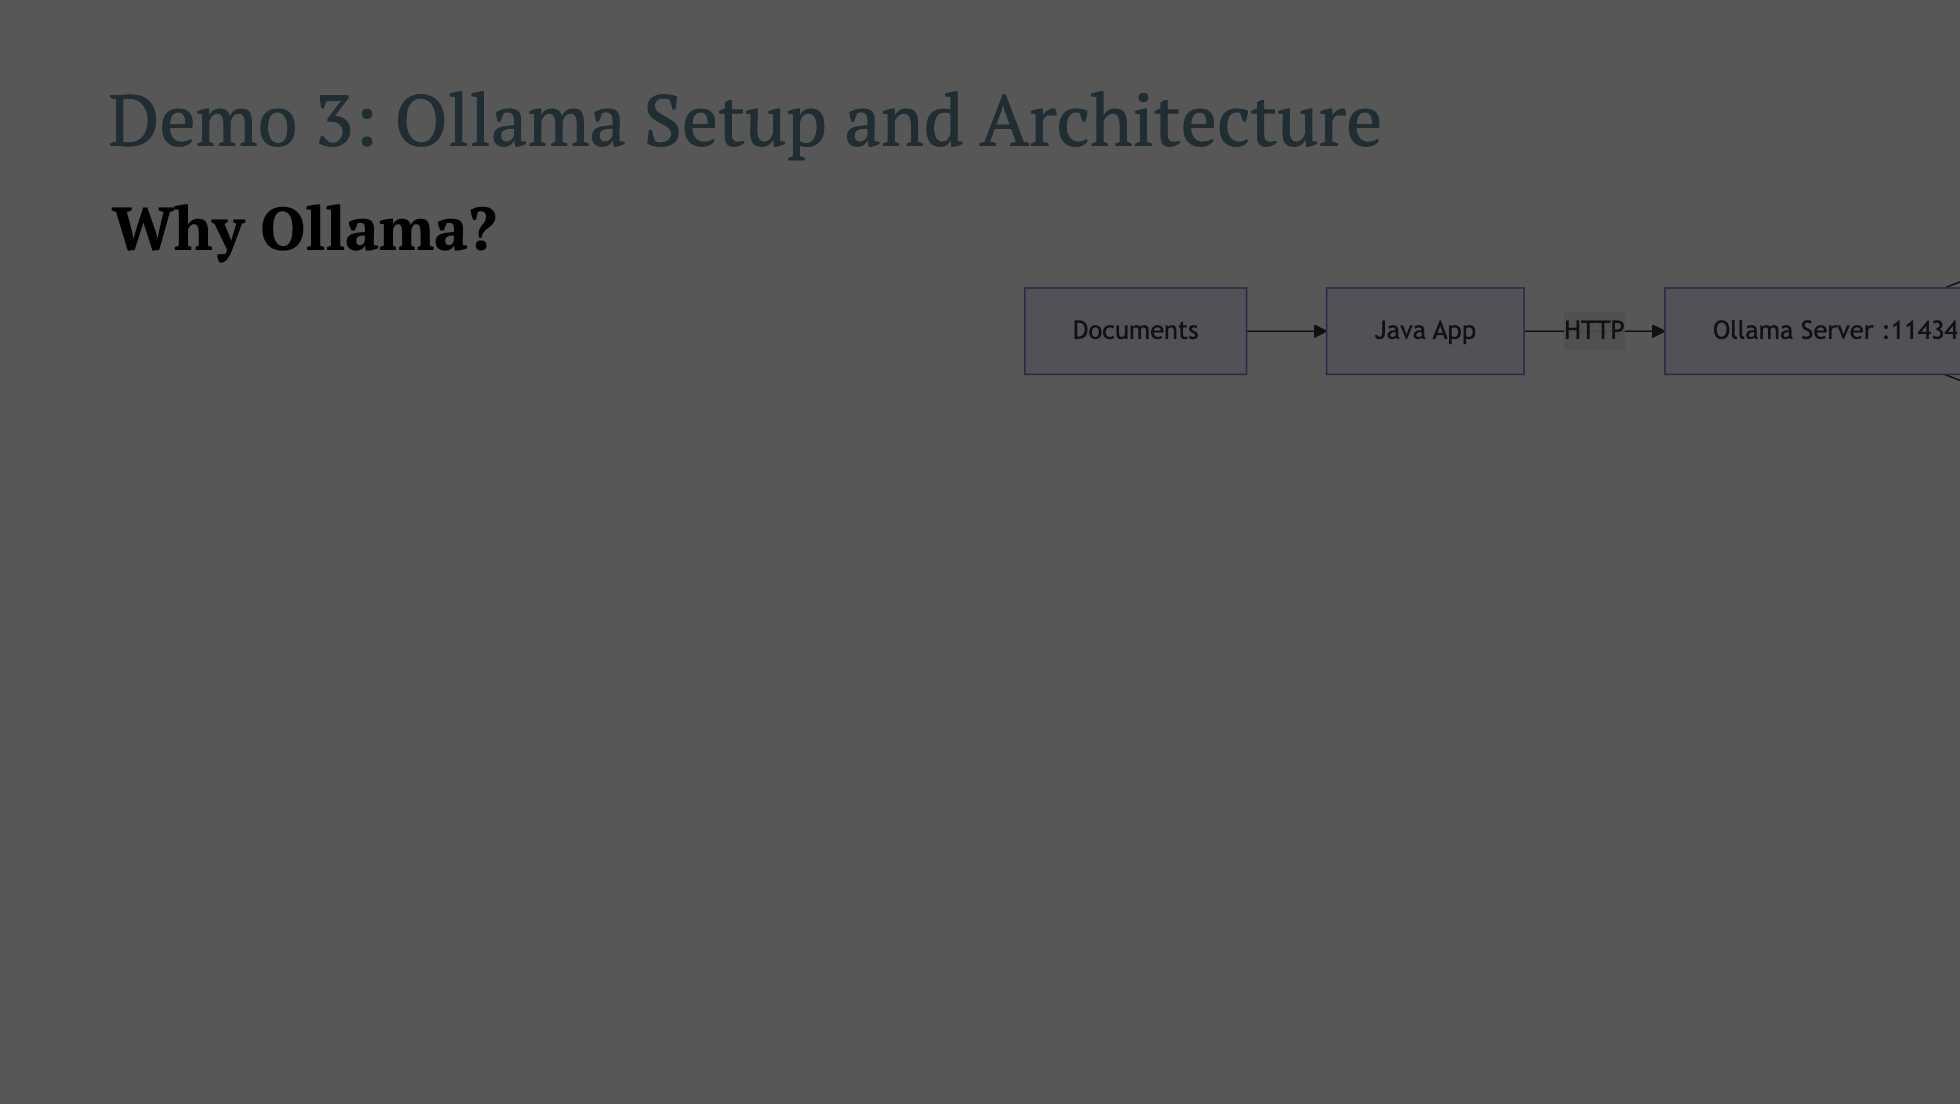 Demo 3: Ollama Setup and Architecture
Why Ollama?
Documents
Java App
HTTP
Ollama Server :11434